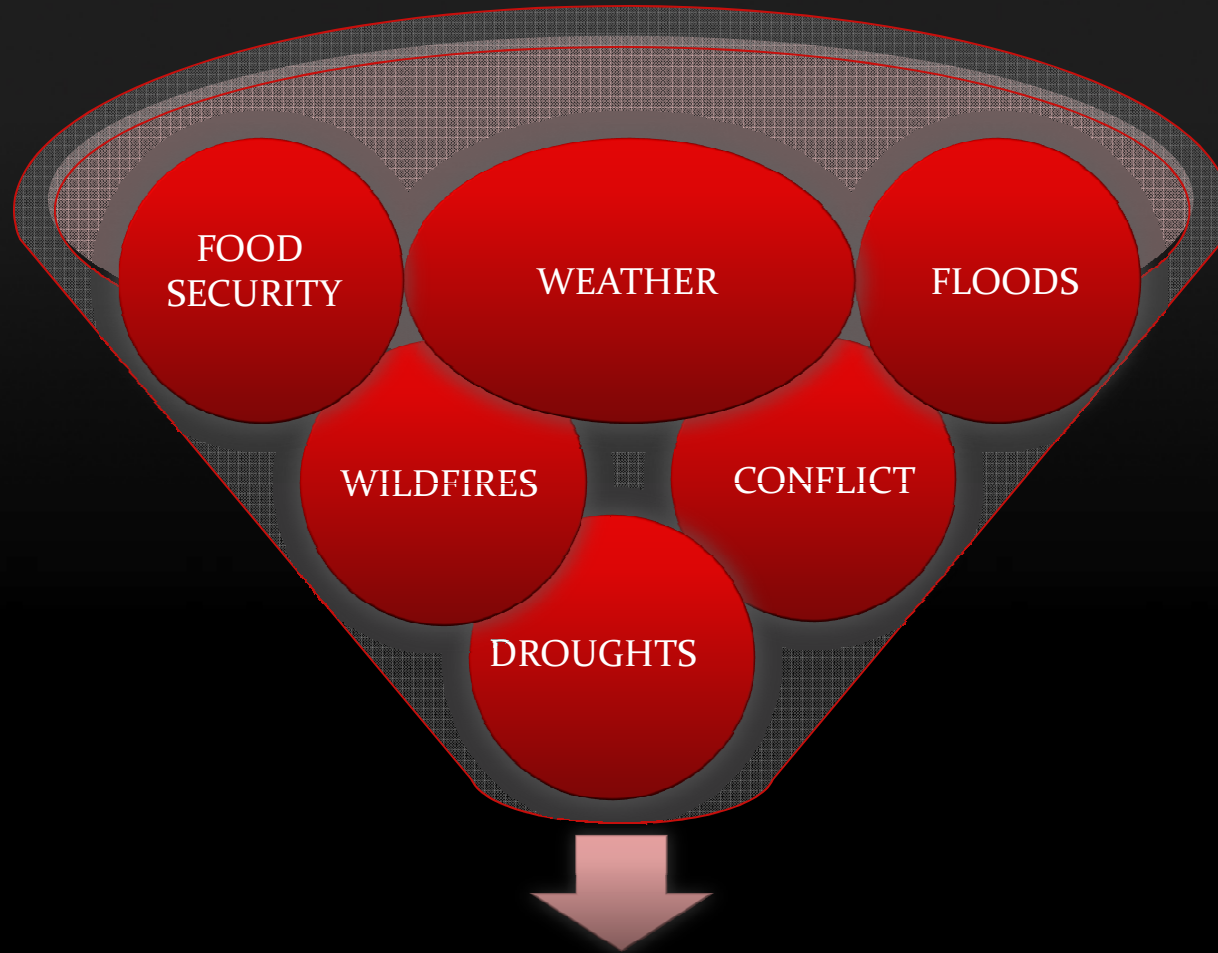 FOOD
SECURITY
WEATHER
FLOODS
WILDFIRES
CONFLICT
DROUGHTS